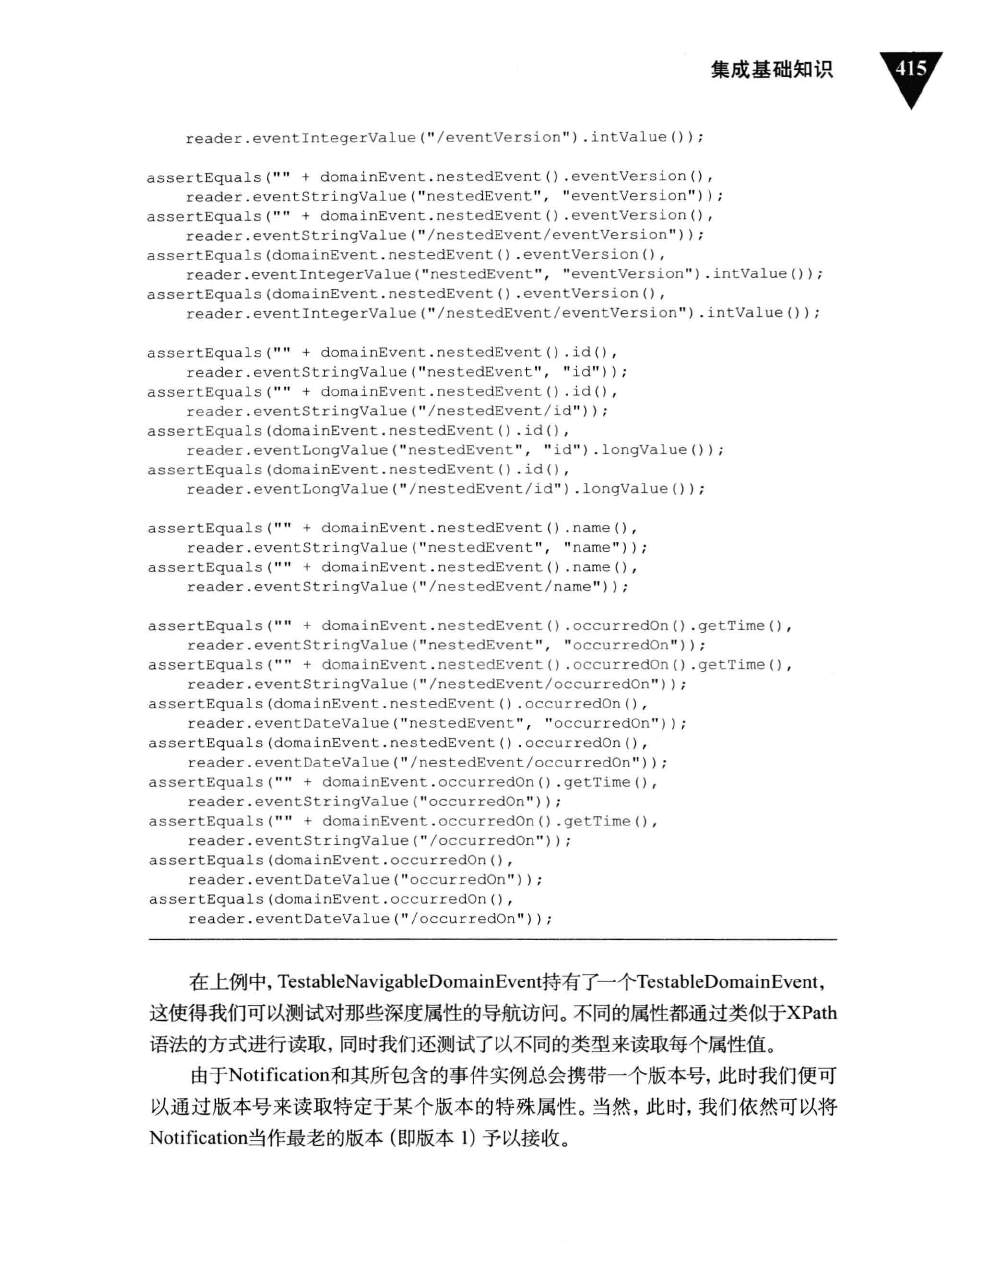 集成基础知识
415
reader.eventIntegerValue("/eventVersion").intValue());
assertEquals("" + domainEvent.nestedEvent().eventVersion(),
reader.eventStringValue("nestedEvent", "eventVersion"));
assertEquals("" + domainEvent.nestedEvent().eventVersion(),
reader.eventStringValue("/nestedEvent/eventVersion"));
assertEquals(domainEvent.nestedEvent().eventVersion(),
reader.eventIntegerValue("nestedEvent", "eventVersion").intValue());
assertEquals(domainEvent.nestedEvent().eventVersion(),
reader.eventIntegerValue("/nestedEvent/eventVersion").intValue());
assertEquals("" + domainEvent.nestedEvent().id(),
reader.eventStringValue("nestedEvent", "id"));
assertEquals("" + domainEvent.nestedEvent().id(),
reader.eventStringValue("/nestedEvent/id"));
assertEquals(domainEvent.nestedEvent().id(),
reader.eventLongValue("nestedEvent", "id").longValue());
assertEquals(domainEvent.nestedEvent().id(),
reader.eventLongValue("/nestedEvent/id").longValue());
assertEquals("" + domainEvent.nestedEvent().name(),
reader.eventStringValue("nestedEvent", "name"));
assertEquals("" + domainEvent.nestedEvent().name(),
reader.eventStringValue("/nestedEvent/name"));
assertEquals("" + domainEvent.nestedEvent().occurredOn().getTime(),
reader.eventStringValue("nestedEvent", "occurredOn"));
assertEquals("" + domainEvent.nestedEvent().occurredOn().getTime(),
reader.eventStringValue("/nestedEvent/occurredOn"));
assertEquals(domainEvent.nestedEvent().occurredOn(),
reader.eventDateValue("nestedEvent", "occurredOn"));
assertEquals(domainEvent.nestedEvent().occurredOn(),
reader.eventDateValue("/nestedEvent/occurredOn"));
assertEquals("" + domainEvent.occurredOn().getTime(),
reader.eventStringValue("occurredOn"));
assertEquals("" + domainEvent.occurredOn().getTime(),
reader.eventStringValue("/occurredOn"));
assertEquals(domainEvent.occurredOn(),
reader.eventDateValue("occurredOn"));
assertEquals(domainEvent.occurredOn(),
reader.eventDateValue("/occurredOn"));
在上例中, TestableNavigableDomainEvent持有了一个TestableDomainEvent,
这使得我们可以测试对那些深度属性的导航访问。不同的属性都通过类似于XPath
语法的方式进行读取, 同时我们还测试了以不同的类型来读取每个属性值。
由于Notification和其所包含的事件实例总会携带一个版本号, 此时我们便可
以通过版本号来读取特定于某个版本的特殊属性。当然, 此时, 我们依然可以将
Notification当作最老的版本 (即版本 1) 予以接收。